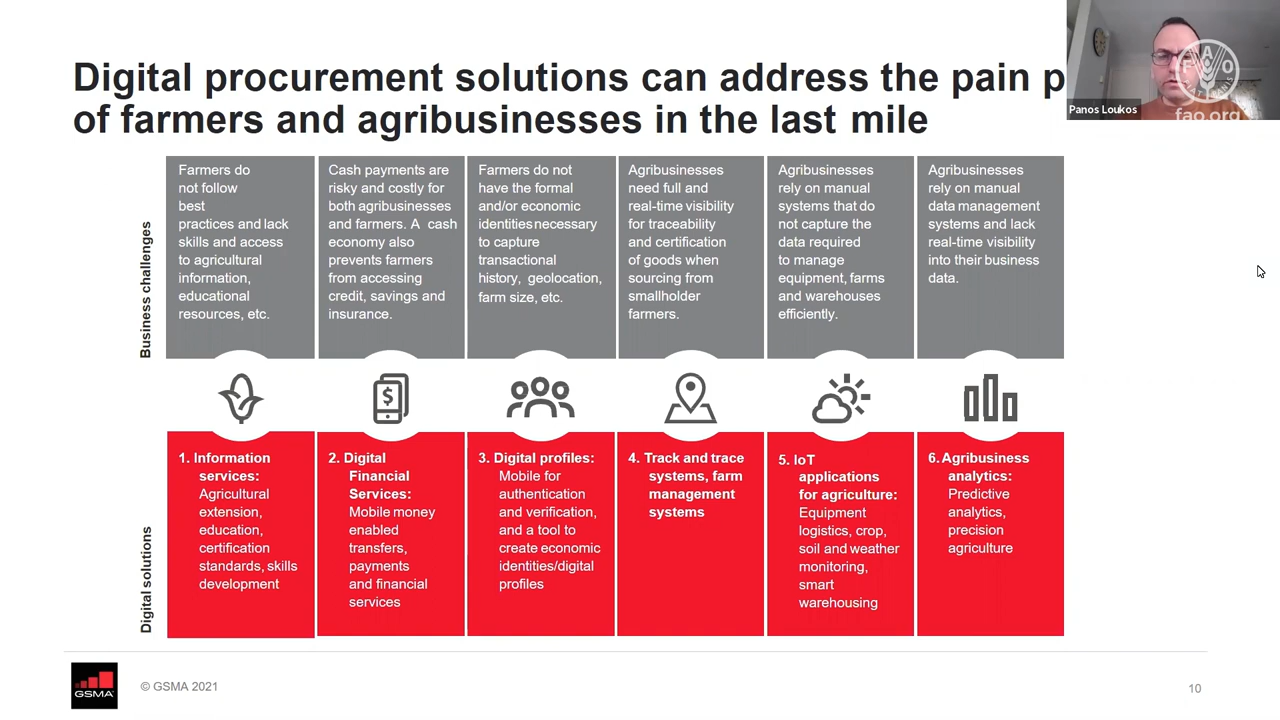 Digital procurement solutions can address the pain p
of farmers and agribusinesses in the last mile
Panos Loukos
FAO
fao.org
Business challenges
Farmers do
not follow
best
practices and lack
skills and access
to agricultural
information,
educational
resources, etc.
Cash payments are
risky and costly for
both agribusinesses
and farmers. A cash
economy also
prevents farmers
from accessing
credit, savings and
insurance.
Farmers do not
have the formal
and/or economic
identities necessary
to capture
transactional
history, geolocation,
farm size, etc.
Agribusinesses
need full and
real-time visibility
for traceability
and certification
of goods when
sourcing from
smallholder
farmers.
Agribusinesses
rely on manual
systems that do
not capture the
data required
to manage
equipment, farms
and warehouses
efficiently.
Agribusinesses
rely on manual
data management
systems and lack
real-time visibility
into their business
data.
$
Digital solutions
1. Information
services:
Agricultural
extension,
education,
certification
standards, skills
development
2. Digital
Financial
Services:
Mobile money
enabled
transfers,
payments
and financial
services
3. Digital profiles:
Mobile for
authentication
and verification,
and a tool to
create economic
identities/digital
profiles
4. Track and trace
systems, farm
management
systems
5. IoT
applications
for agriculture:
Equipment
logistics, crop,
soil and weather
monitoring,
smart
warehousing
6. Agribusiness
analytics:
Predictive
analytics,
precision
agriculture
GSMA
© GSMA 2021
10